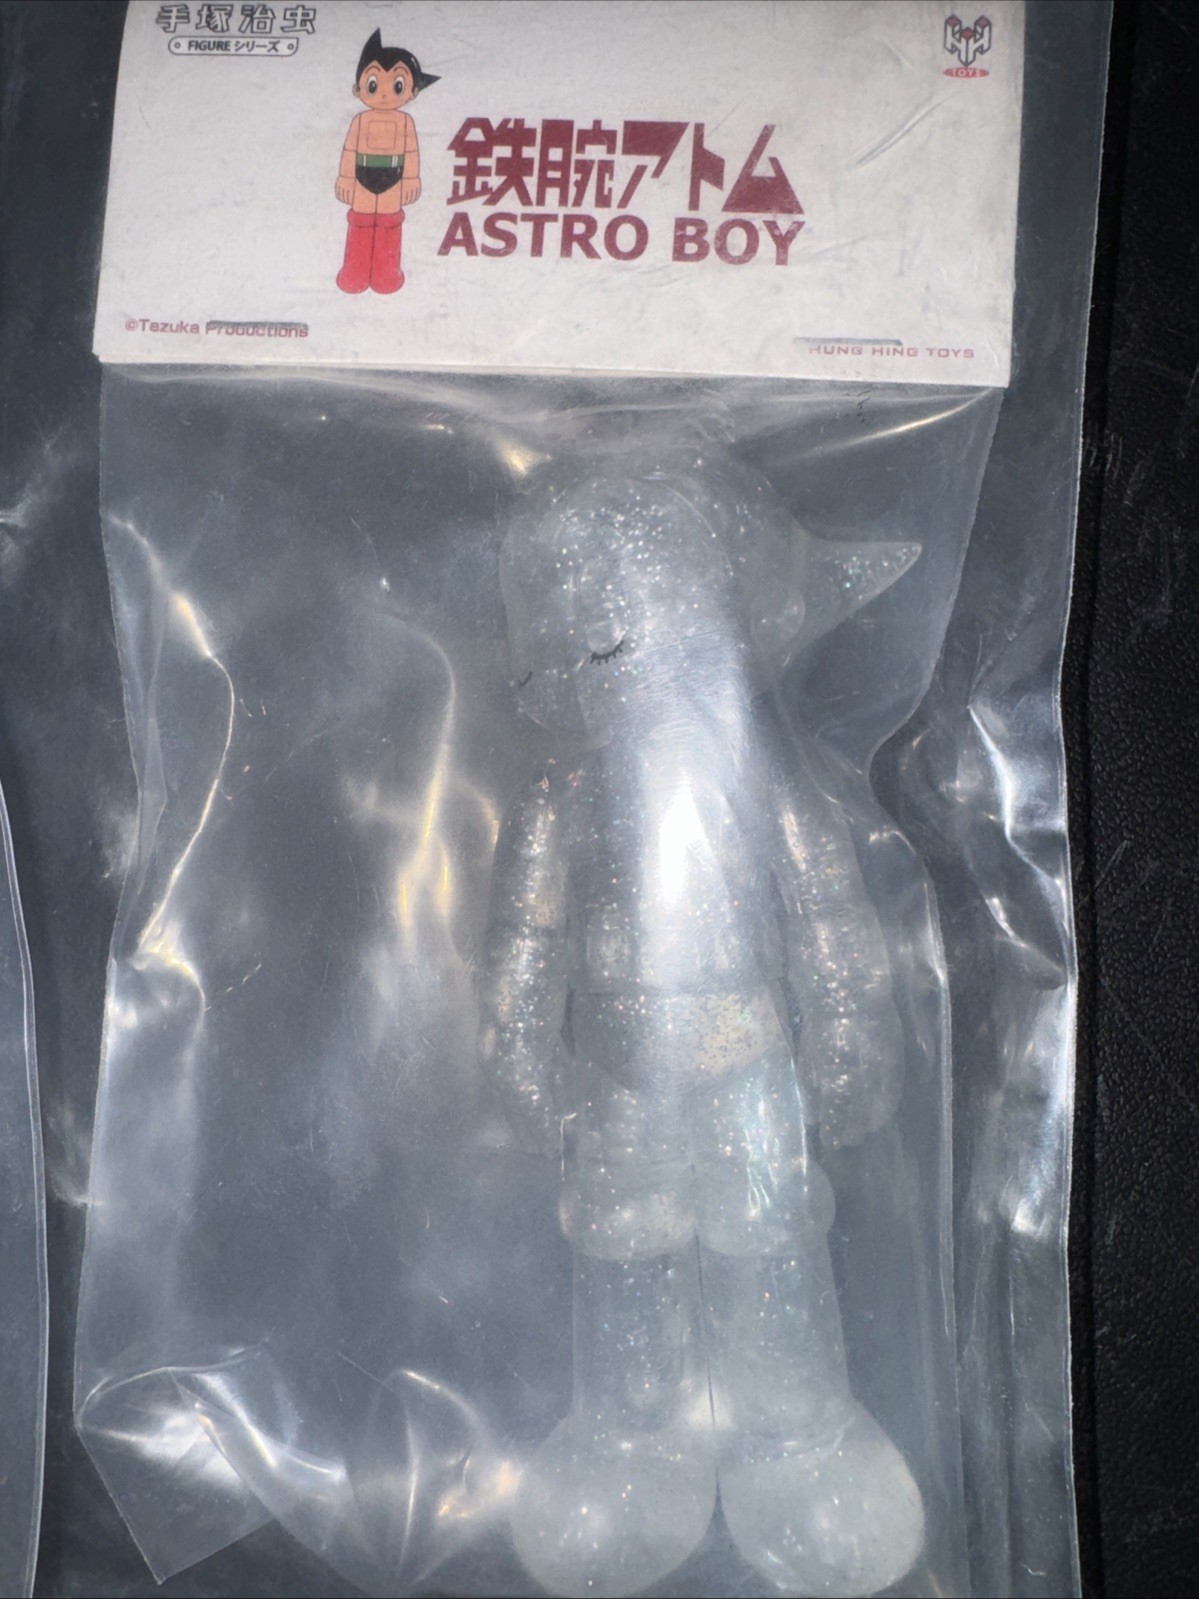 手塚治虫
FIGUREシリーズ
TOYS
鉄腕アトム
ASTRO BOY
©Tezuka Productions
HUNG HING TOYS